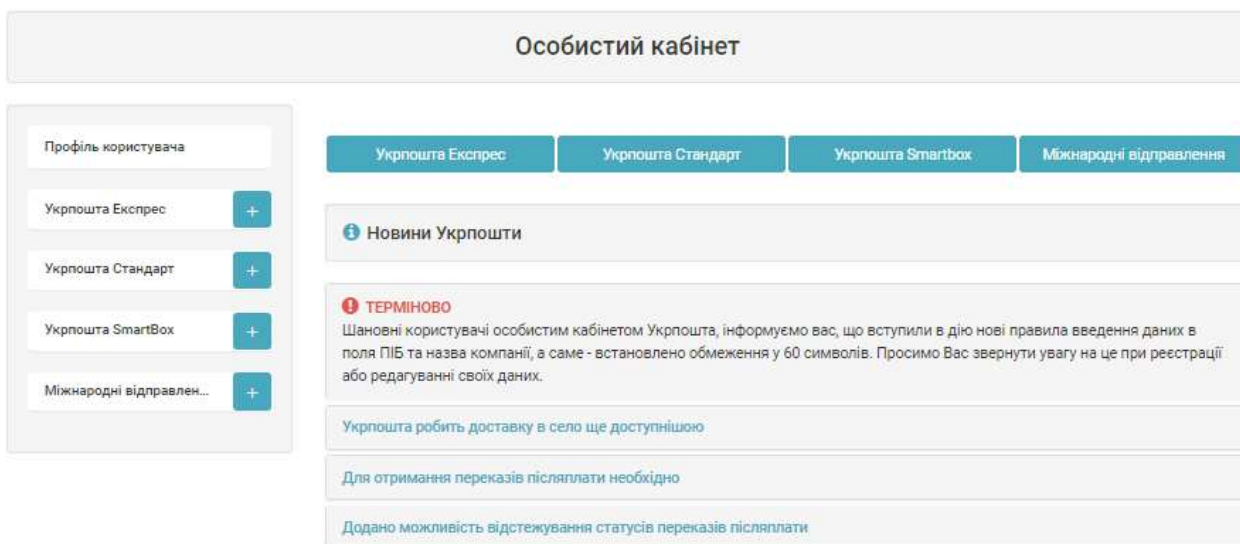 Особистий кабінет
Профіль користувача
Укрпошта Експрес
+
Укрпошта Стандарт
+
Укрпошта SmartBox
+
Міжнародні відправлен...
+
Укрпошта Експрес
Укрпошта Стандарт
Укрпошта Smartbox
Міжнародні відправлення
Новини Укрпошти
ТЕРМІНОВО
Шановні користувачі особистим кабінетом Укрпошта, інформуємо вас, що вступили в дію нові правила введення даних в
поля ПІБ та назва компанії, а саме - встановлено обмеження у 60 символів. Просимо Вас звернути увагу на це при реєстрації
або редагуванні своїх даних.
Укрпошта робить доставку в село ще доступнішою
Для отримання переказів післяплати необхідно
Додано можливість відстежування статусів переказів післяплати